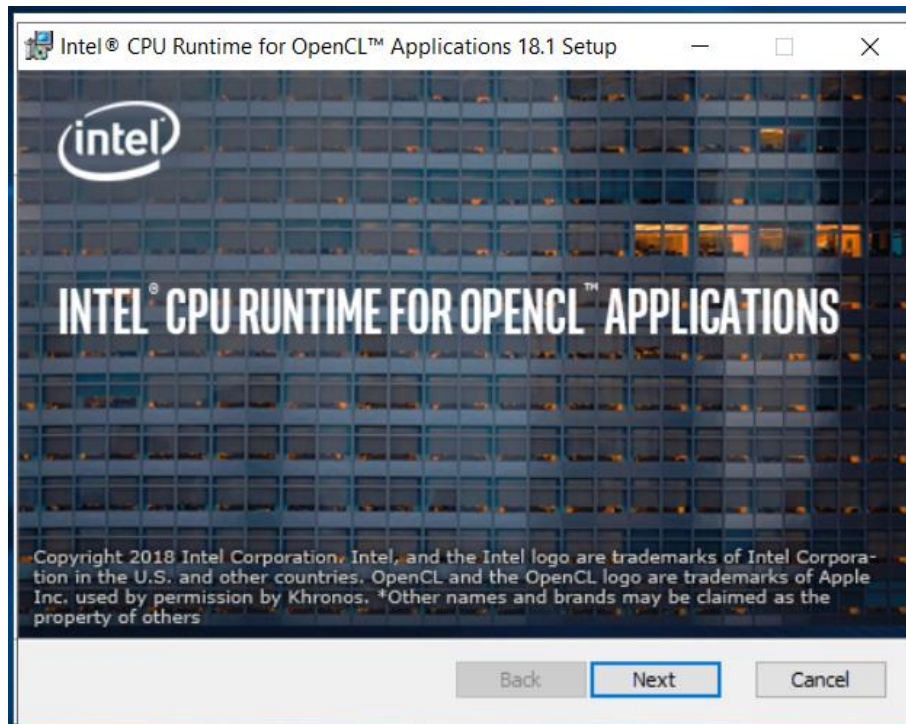 Intel® CPU Runtime for OpenCL™ Applications 18.1 Setup
intel
INTEL® CPU RUNTIME FOR OPENCL™ APPLICATIONS
Copyright 2018 Intel Corporation. Intel, and the Intel logo are trademarks of Intel Corpora-
tion in the U.S. and other countries. OpenCL and the OpenCL logo are trademarks of Apple
Inc. used by permission by Khronos. *Other names and brands may be claimed as the
property of others
Back Next Cancel